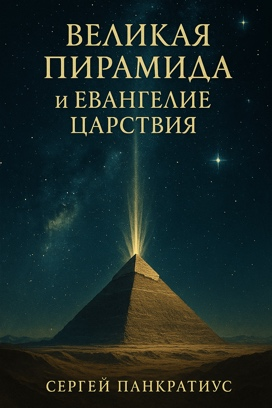 ВЕЛИКАЯ
ПИРАМИДА
И ЕВАНГЕЛИЕ
ЦАРСТВИЯ
СЕРГЕЙ ПАНКРАТИУС